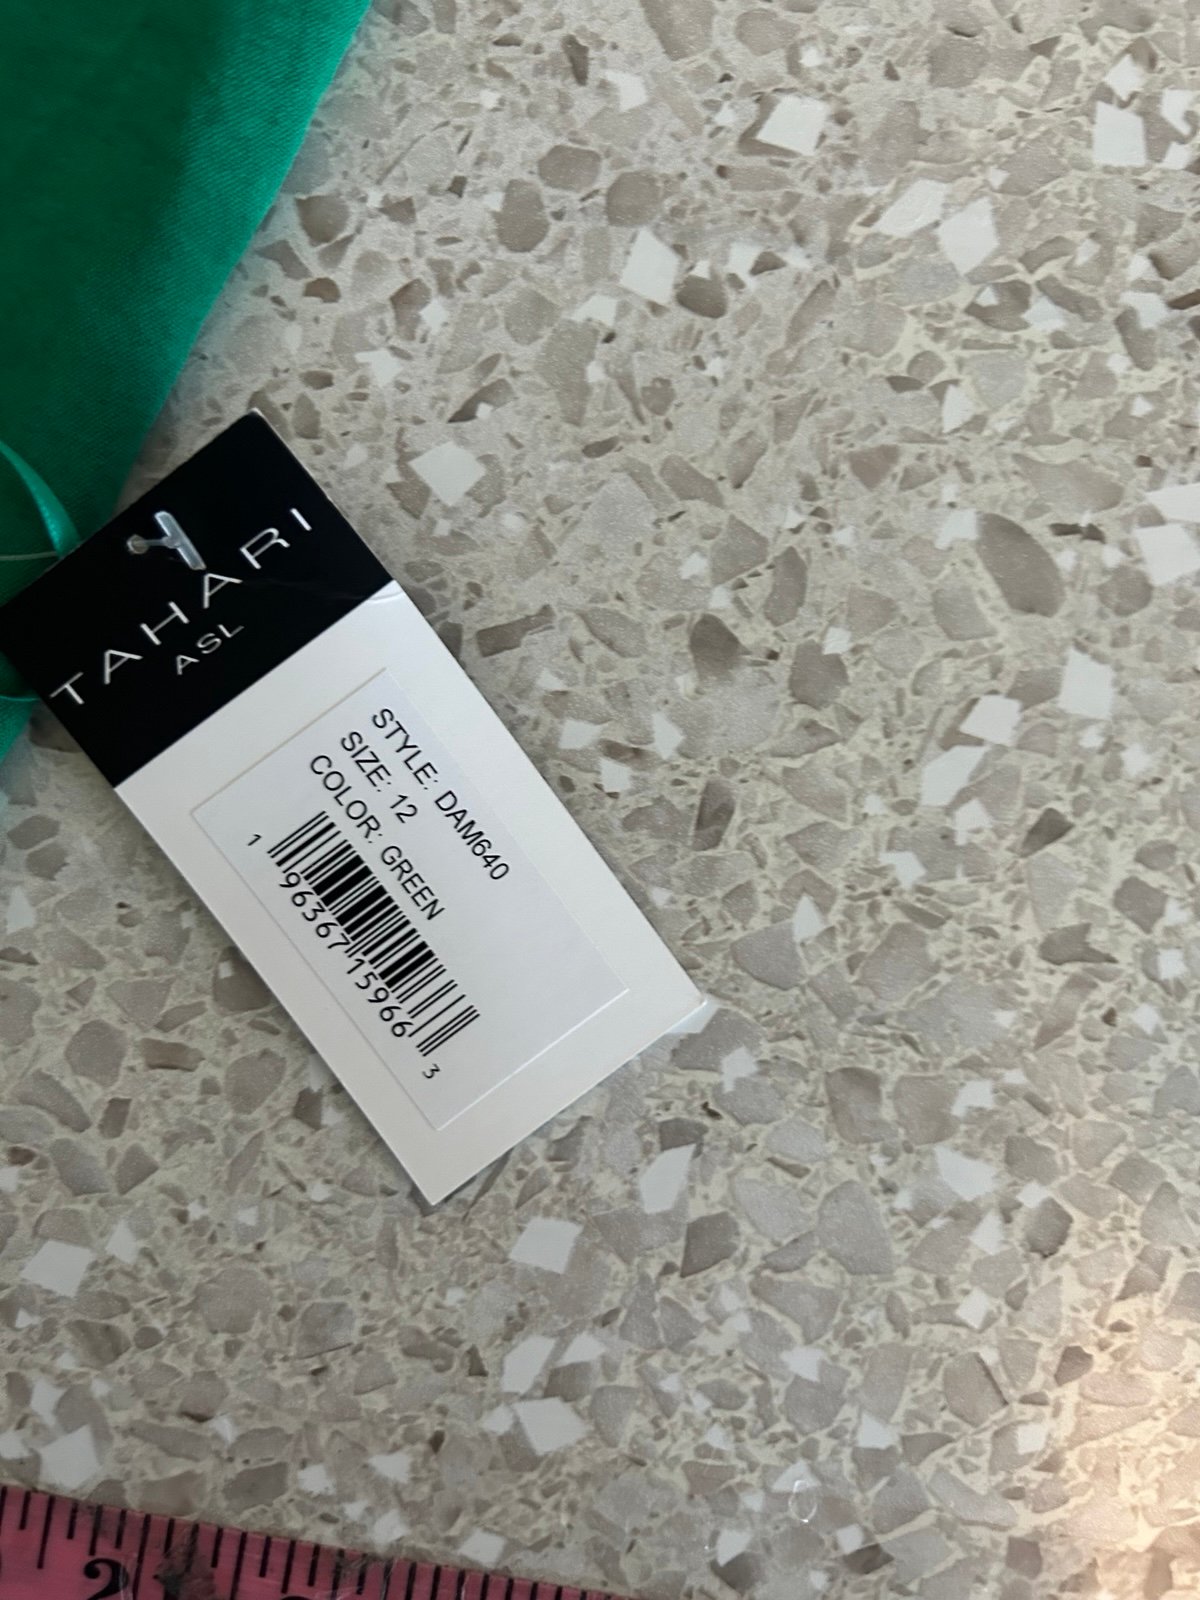 TAHARI
ASL
STYLE: DAM640
SIZE: 12
COLOR: GREEN
1 96367 15966 3
2